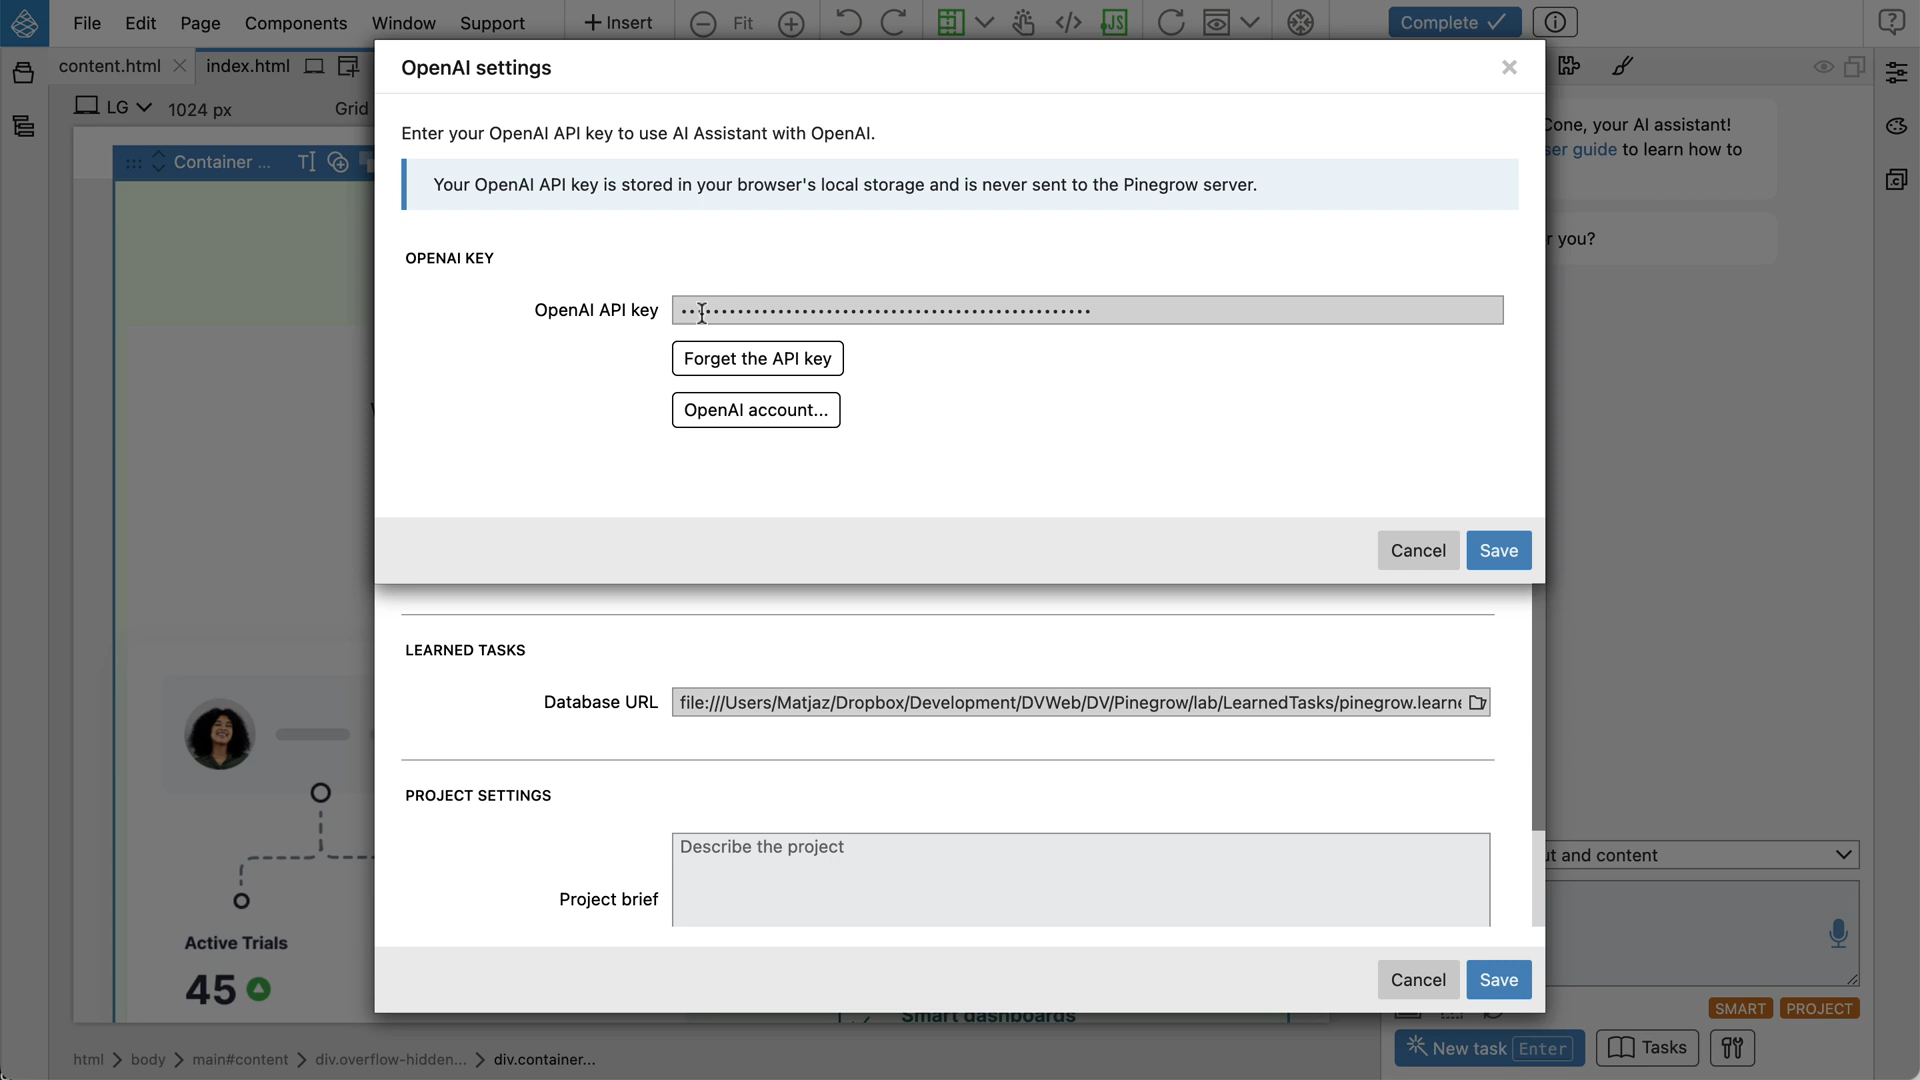 File Edit Page Components Window Support + Insert Fit JS Complete
content.html index.html
LG 1024 px Grid
Container ...
OpenAI settings
Enter your OpenAI API key to use AI Assistant with OpenAI.
Your OpenAI API key is stored in your browser's local storage and is never sent to the Pinegrow server.
Cone, your AI assistant!
guide to learn how to
you?
OPENAI KEY
OpenAI API key
Forget the API key
OpenAI account...
Cancel Save
LEARNED TASKS
Database URL file:///Users/Matjaz/Dropbox/Development/DVWeb/DV/Pinegrow/lab/LearnedTasks/pinegrow.learne
PROJECT SETTINGS
Describe the project
Project brief
and content
Active Trials
45
Cancel Save
Smart dashboards
SMART PROJECT
New task Enter Tasks
html > body > main#content > div.overflow-hidden... > div.container...